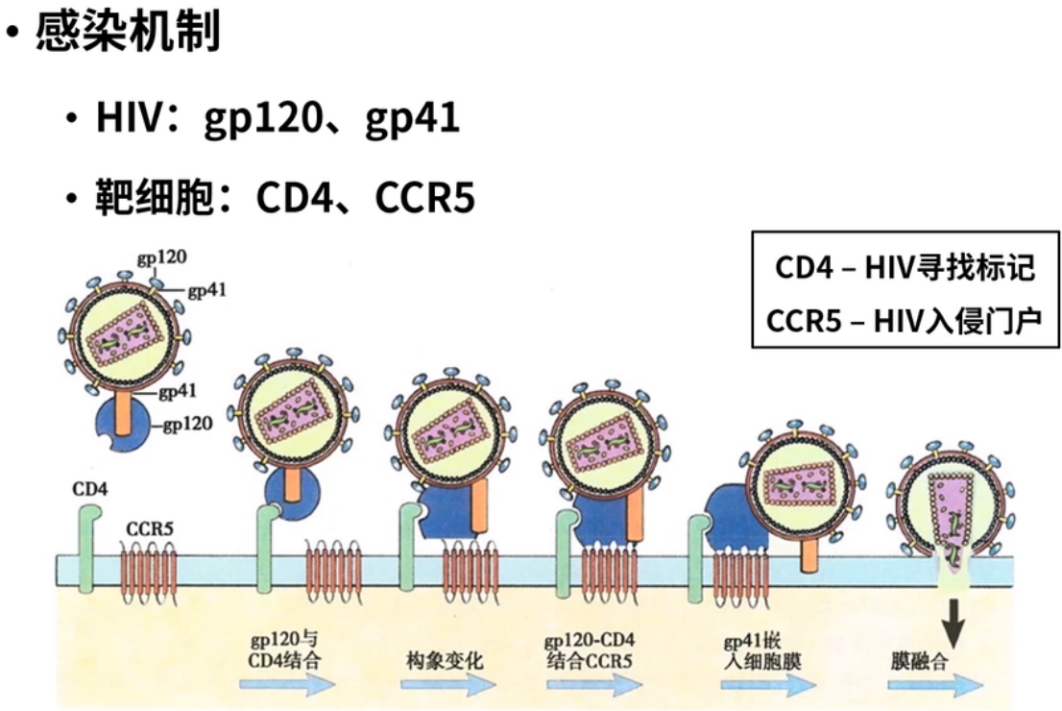 • 感染机制
• HIV：gp120、gp41
• 靶细胞：CD4、CCR5
CD4 – HIV寻找标记
CCR5 – HIV入侵门户
gp120
gp41
gp41
gp120
CD4
CCR5
gp120与
CD4结合
构象变化
gp120-CD4
结合CCR5
gp41嵌
入细胞膜
膜融合